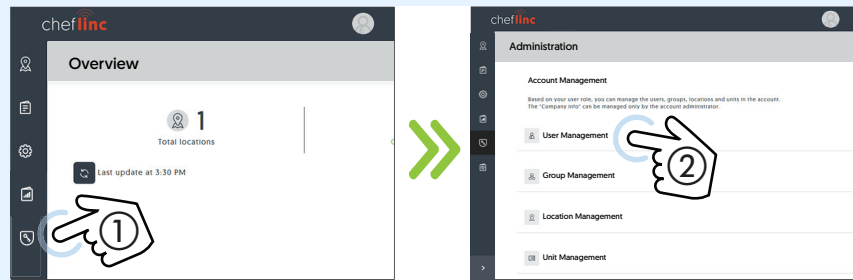 cheflinc
Overview
1
Total locations
Last update at 3:30 PM
1
cheflinc
Administration
Account Management
Based on your user role, you can manage the users, groups, locations and units in the account.
The "Company info" can be managed only by the account administrator.
User Management
2
Group Management
Location Management
Unit Management